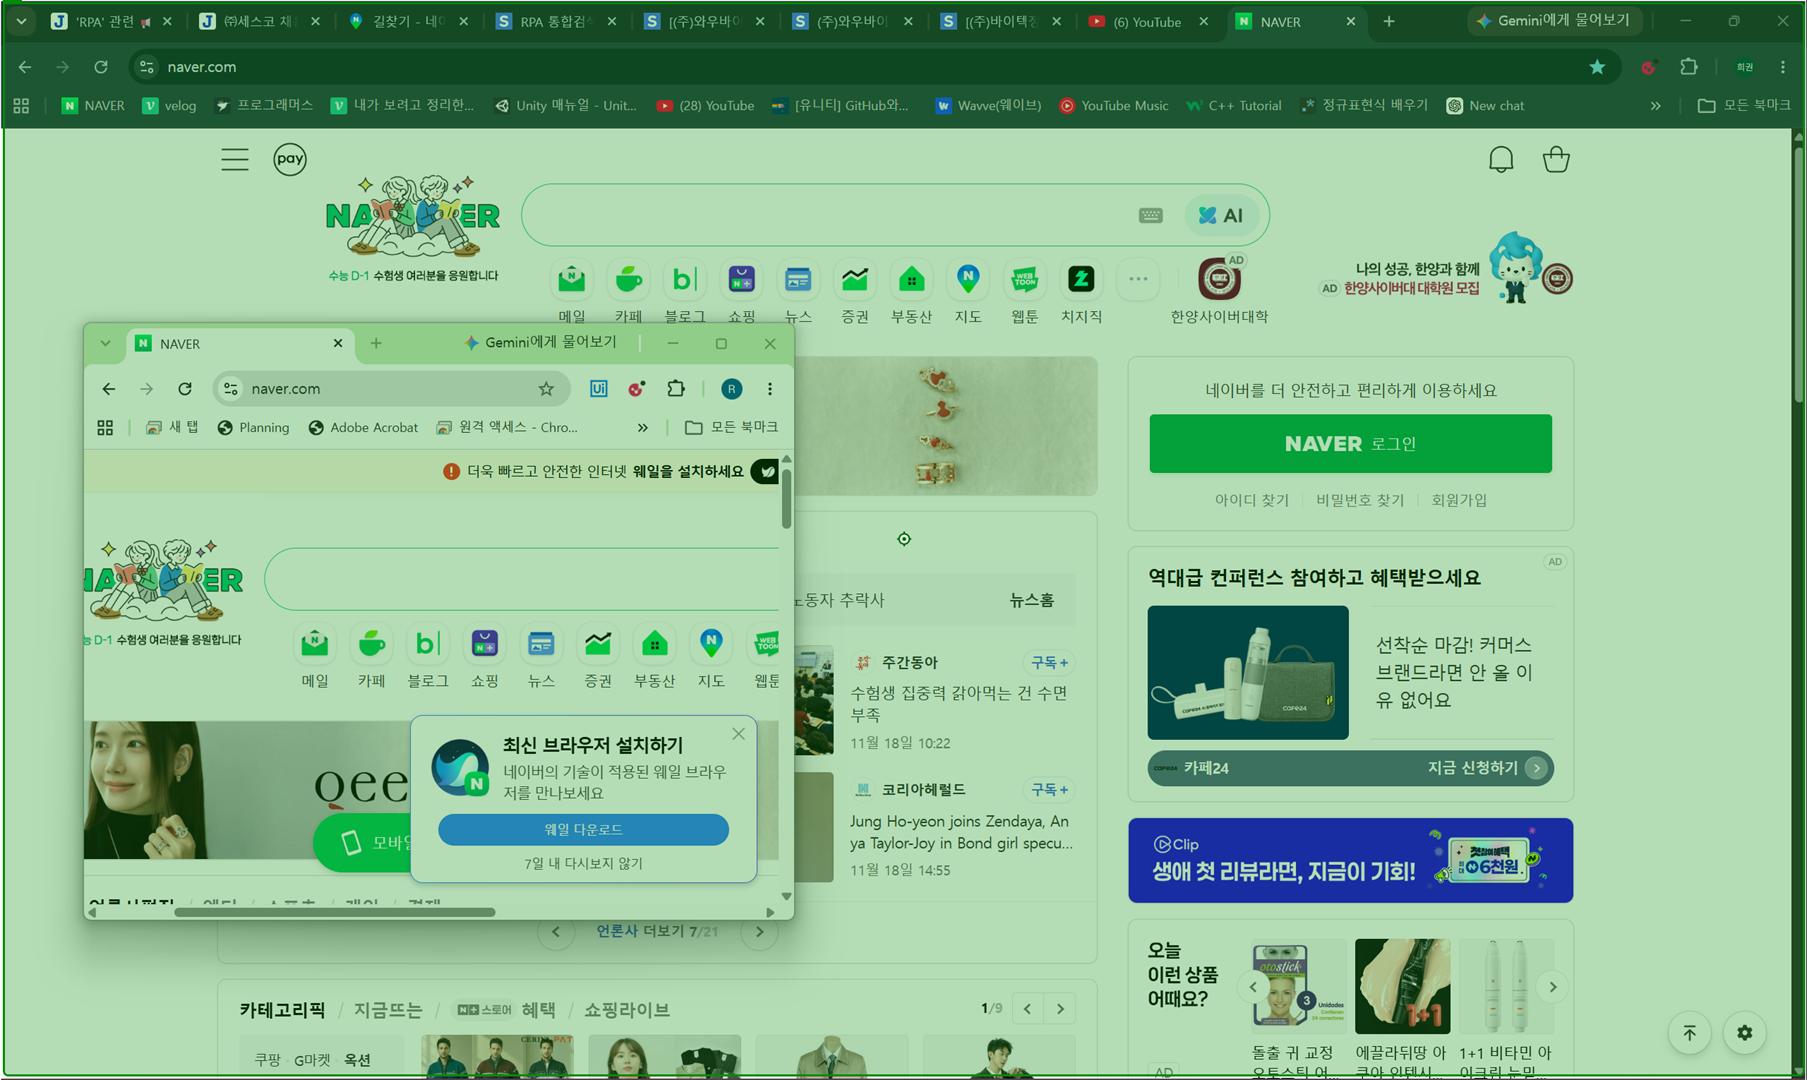 'RPA' 관련
㈜세스코 채
길찾기 - 네
RPA 통합검
[(주)와우바이
(주)와우바이
[(주)바이텍
(6) YouTube
NAVER
Gemini에게 물어보기
naver.com
희권
NAVER
velog
프로그래머스
내가 보려고 정리한...
Unity 매뉴얼 - Unit...
(28) YouTube
[유니티] GitHub와...
Wavve(웨이브)
YouTube Music
C++ Tutorial
정규표현식 배우기
New chat
모든 북마크
pay
NAVER
수능 D-1 수험생 여러분을 응원합니다
AI
메일
카페
블로그
쇼핑
뉴스
증권
부동산
지도
웹툰
치지직
AD
한양사이버대학
나의 성공, 한양과 함께
AD 한양사이버대 대학원 모집
NAVER
Gemini에게 물어보기
naver.com
R
새 탭
Planning
Adobe Acrobat
원격 액세스 - Chro...
모든 북마크
더욱 빠르고 안전한 인터넷 웨일을 설치하세요
NAVER
능 D-1 수험생 여러분을 응원합니다
메일
카페
블로그
쇼핑
뉴스
증권
부동산
지도
웹툰
qee
모바일
최신 브라우저 설치하기
네이버의 기술이 적용된 웨일 브라우
저를 만나보세요
웨일 다운로드
7일 내 다시보지 않기
네이버를 더 안전하고 편리하게 이용하세요
NAVER 로그인
아이디 찾기
비밀번호 찾기
회원가입
노동자 추락사
뉴스홈
주간동아
구독+
수험생 집중력 갉아먹는 건 수면
부족
11월 18일 10:22
코리아헤럴드
구독+
Jung Ho-yeon joins Zendaya, An
ya Taylor-Joy in Bond girl specu...
11월 18일 14:55
언론사 더보기 7/21
AD
역대급 컨퍼런스 참여하고 혜택받으세요
선착순 마감! 커머스
브랜드라면 안 올 이
유 없어요
cafe24
카페24
지금 신청하기
Clip
생애 첫 리뷰라면, 지금이 기회!
첫참여혜택
최대 6천원
카테고리픽
지금뜨는
N+스토어 혜택
쇼핑라이브
1/9
쿠팡 · G마켓 · 옥션
오늘
이런 상품
어때요?
otostick
3
Unidades
1+1
돌출 귀 교정
에끌라뒤땅 아
1+1 비타민 아
AD